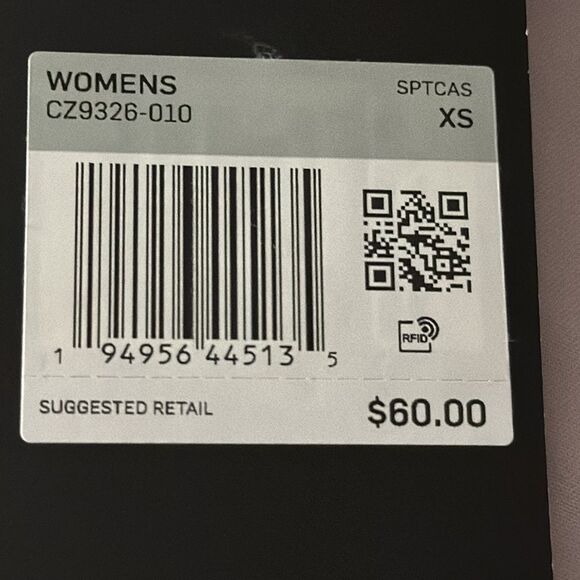 WOMENS
SPTCAS
CZ9326-010
XS
RFID
1 94956 44513 5
SUGGESTED RETAIL
$60.00